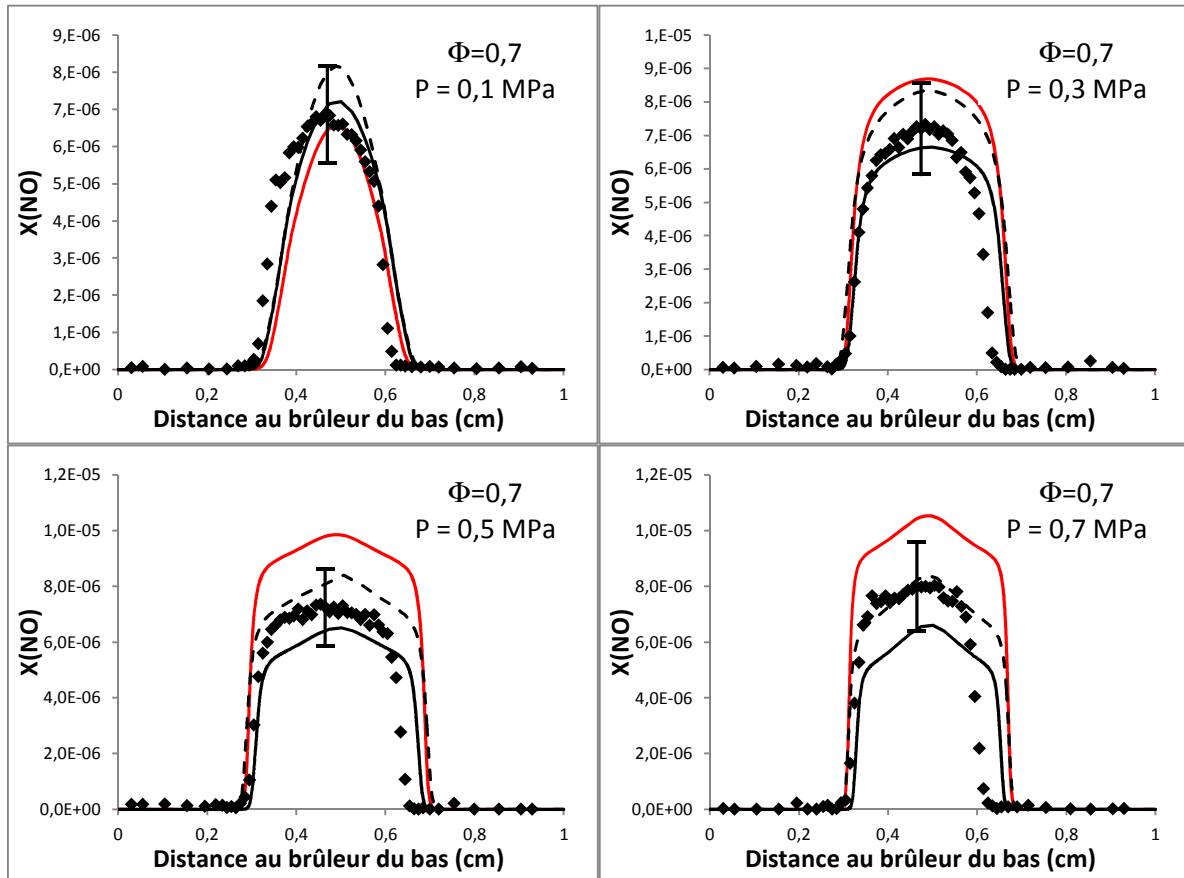 9,E-06
8,E-06
7,E-06
6,E-06
5,E-06
4,E-06
3,E-06
2,E-06
1,E-06
0,E+00
X(NO)
Φ=0,7
P = 0,1 MPa
0 0,2 0,4 0,6 0,8 1
Distance au brûleur du bas (cm)
1,E-05
9,E-06
8,E-06
7,E-06
6,E-06
5,E-06
4,E-06
3,E-06
2,E-06
1,E-06
0,E+00
X(NO)
Φ=0,7
P = 0,3 MPa
0 0,2 0,4 0,6 0,8 1
Distance au brûleur du bas (cm)
1,2E-05
1,0E-05
8,0E-06
6,0E-06
4,0E-06
2,0E-06
0,0E+00
X(NO)
Φ=0,7
P = 0,5 MPa
0 0,2 0,4 0,6 0,8 1
Distance au brûleur du bas (cm)
1,2E-05
1,0E-05
8,0E-06
6,0E-06
4,0E-06
2,0E-06
0,0E+00
X(NO)
Φ=0,7
P = 0,7 MPa
0 0,2 0,4 0,6 0,8 1
Distance au brûleur du bas (cm)